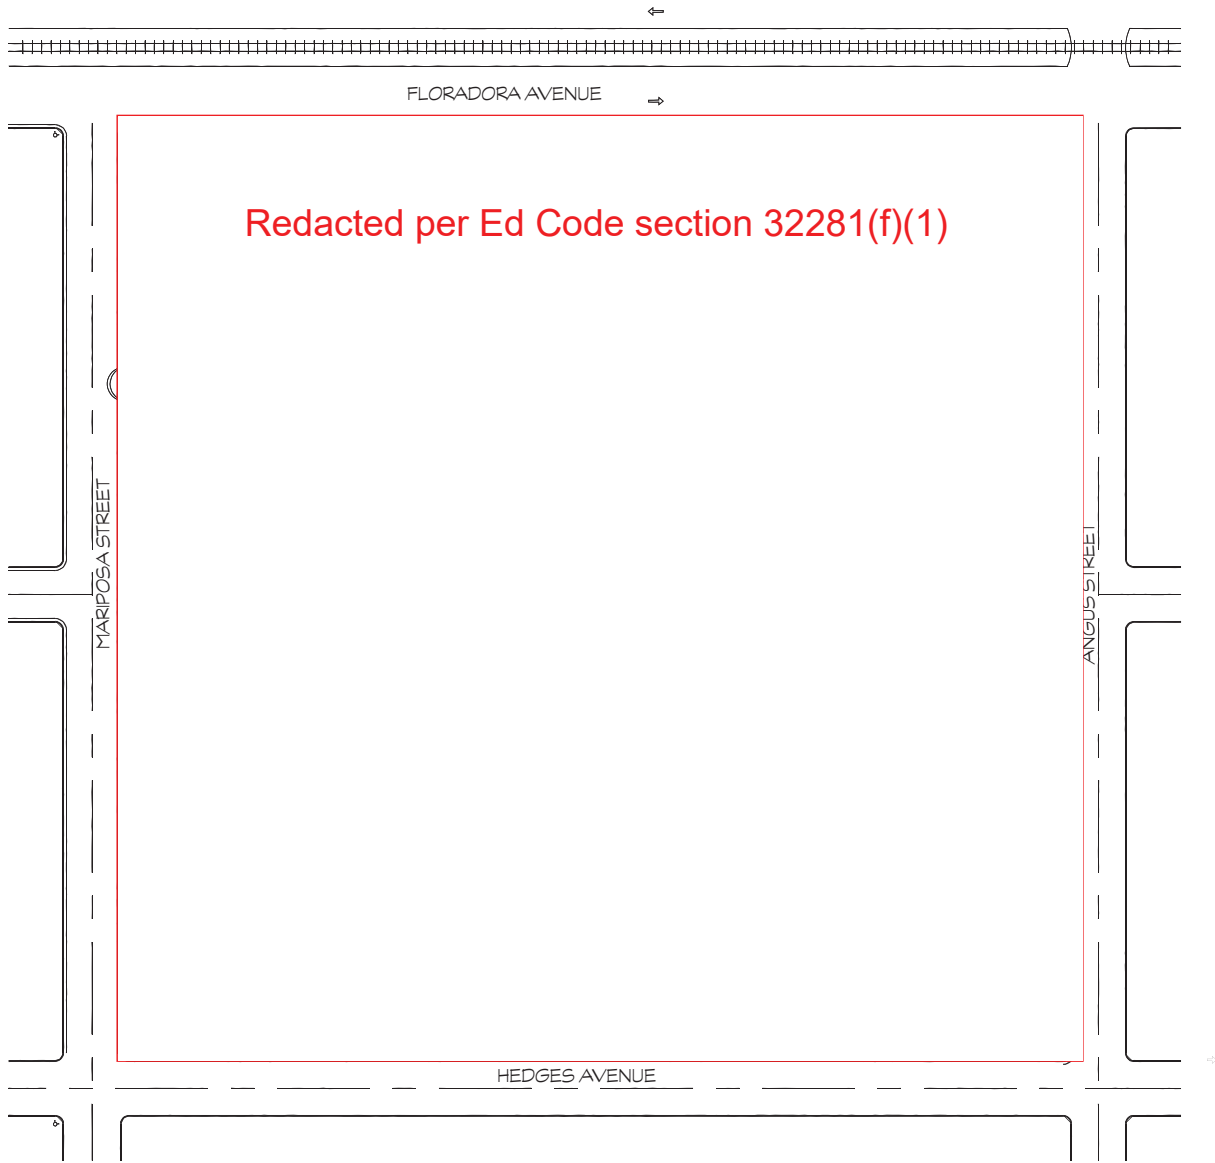 FLORADORA AVENUE
Redacted per Ed Code section 32281(f)(1)
MARIPOSA STREET
ANGUS STREET
HEDGES AVENUE